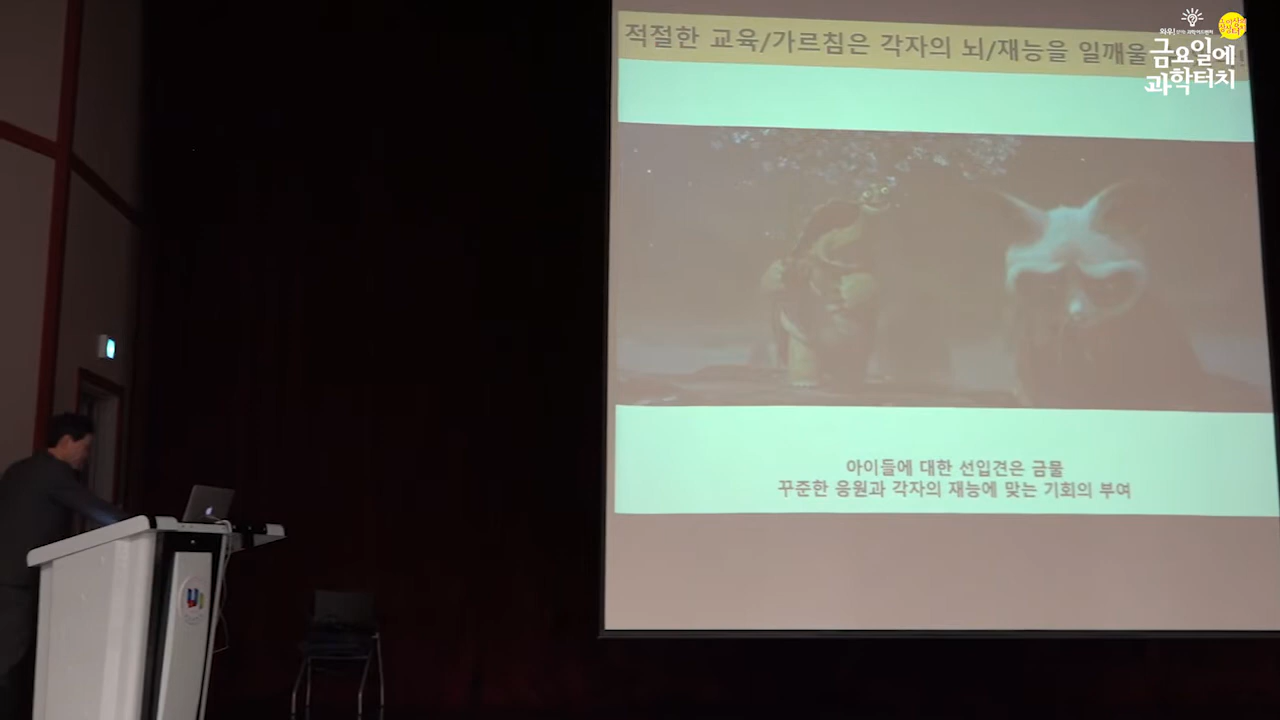 적절한 교육/가르침은 각자의 뇌/재능을 일깨울
와우!
금요일에
과학터치
아이들에 대한 선입견은 금물
꾸준한 응원과 각자의 재능에 맞는 기회의 부여